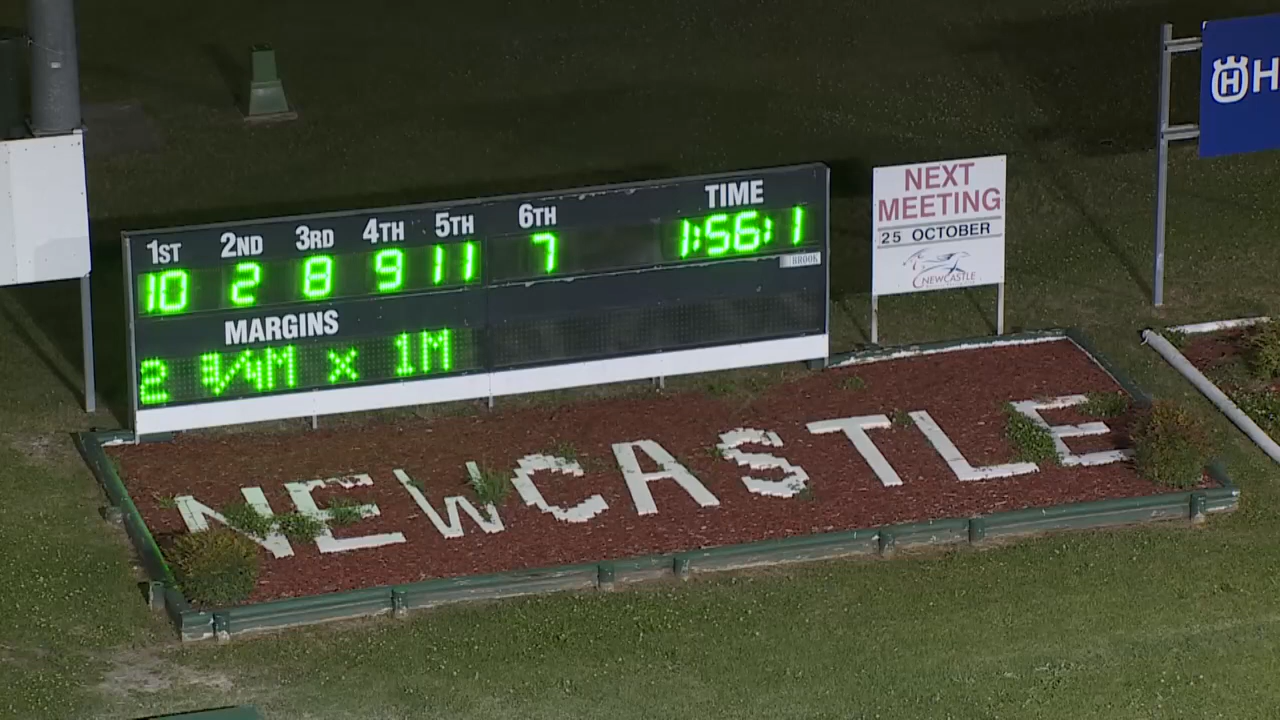 1ST 2ND 3RD 4TH 5TH 6TH TIME
10 2 8 9 11 7 1:56:1
BROOK
MARGINS
2 3/4M x 1M
NEXT
MEETING
25 OCTOBER
NEWCASTLE
H
NEWCASTLE